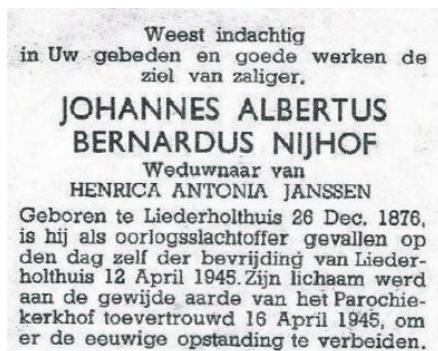 Weest indachtig
in Uw gebeden en goede werken de
ziel van zaliger.
JOHANNES ALBERTUS
BERNARDUS NIJHOF
Weduwnaar van
HENRICA ANTONIA JANSSEN
Geboren te Liederholthuis 26 Dec. 1876,
is hij als oorlogsslachtoffer gevallen op
den dag zelf der bevrijding van Lieder-
holthuis 12 April 1945. Zijn lichaam werd
aan de gewijde aarde van het Parochie-
kerkhof toevertrouwd 16 April 1945, om
er de eeuwige opstanding te verbeiden.